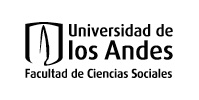 Universidad de
los Andes
Facultad de Ciencias Sociales